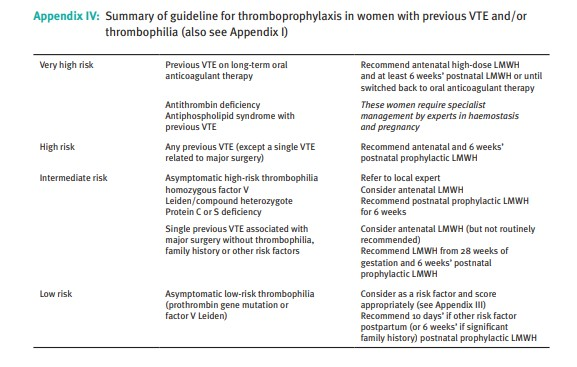 Appendix IV: Summary of guideline for thromboprophylaxis in women with previous VTE and/or
thrombophilia (also see Appendix I)
Very high risk
Previous VTE on long-term oral
anticoagulant therapy
Recommend antenatal high-dose LMWH
and at least 6 weeks’ postnatal LMWH or until
switched back to oral anticoagulant therapy
Antithrombin deficiency
Antiphospholipid syndrome with
previous VTE
These women require specialist
management by experts in haemostasis
and pregnancy
High risk
Any previous VTE (except a single VTE
related to major surgery)
Recommend antenatal and 6 weeks’
postnatal prophylactic LMWH
Intermediate risk
Asymptomatic high-risk thrombophilia
homozygous factor V
Leiden/compound heterozygote
Protein C or S deficiency
Refer to local expert
Consider antenatal LMWH
Recommend postnatal prophylactic LMWH
for 6 weeks
Single previous VTE associated with
major surgery without thrombophilia,
family history or other risk factors
Consider antenatal LMWH (but not routinely
recommended)
Recommend LMWH from 28 weeks of
gestation and 6 weeks’ postnatal
prophylactic LMWH
Low risk
Asymptomatic low-risk thrombophilia
(prothrombin gene mutation or
factor V Leiden)
Consider as a risk factor and score
appropriately (see Appendix III)
Recommend 10 days’ if other risk factor
postpartum (or 6 weeks’ if significant
family history) postnatal prophylactic LMWH